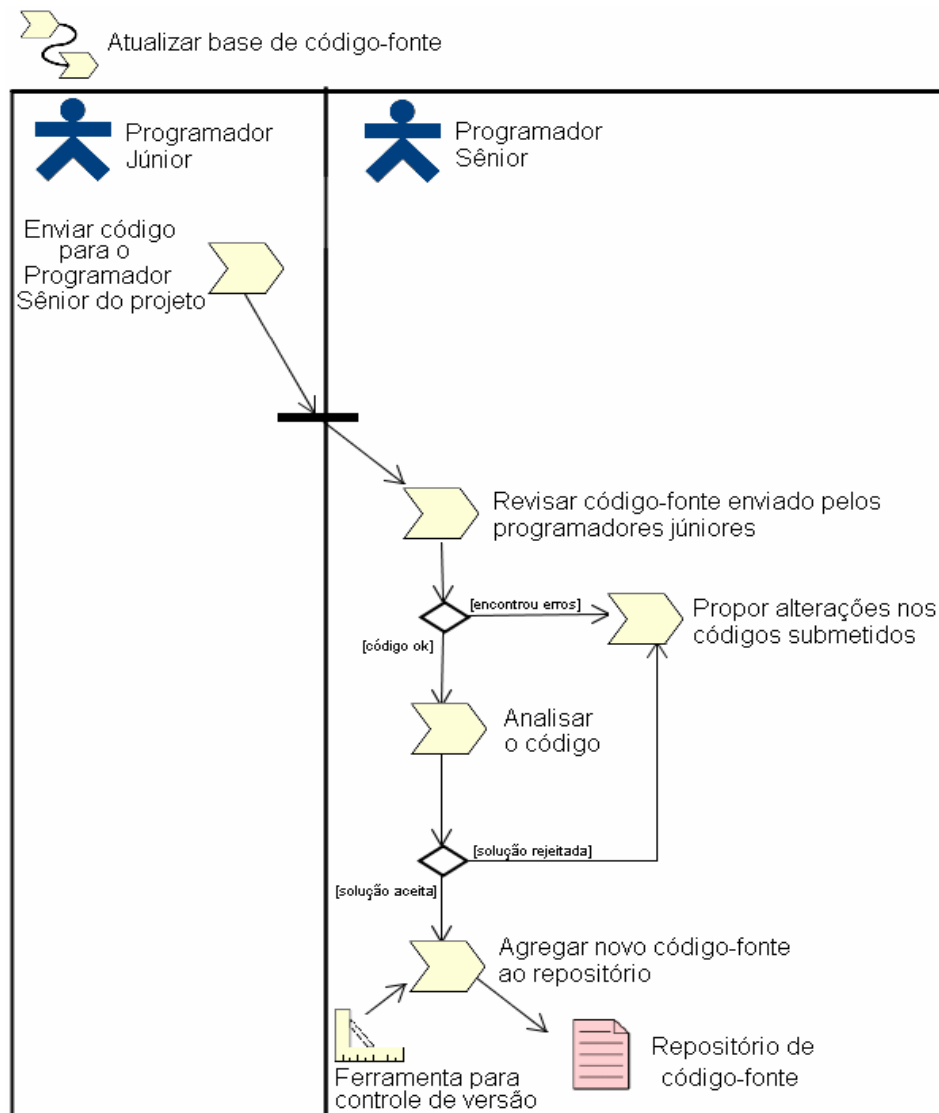 Atualizar base de código-fonte
Programador
Júnior
Programador
Sênior
Enviar código
para o
Programador
Sênior do projeto
Revisar código-fonte enviado pelos
programadores júniores
[encontrou erros]
Propor alterações nos
códigos submetidos
[código ok]
Analisar
o código
[solução rejeitada]
[solução aceita]
Agregar novo código-fonte
ao repositório
Ferramenta para
controle de versão
Repositório de
código-fonte